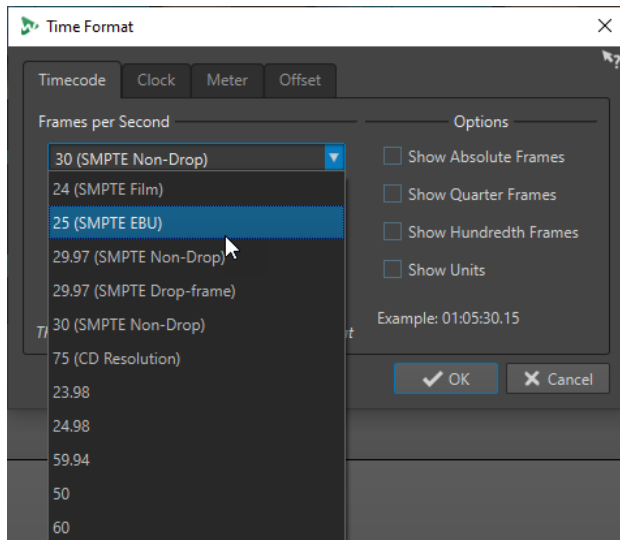 Time Format
Timecode Clock Meter Offset
Frames per Second
Options
30 (SMPTE Non-Drop)
Show Absolute Frames
24 (SMPTE Film)
Show Quarter Frames
25 (SMPTE EBU)
Show Hundredth Frames
29.97 (SMPTE Non-Drop)
Show Units
29.97 (SMPTE Drop-frame)
Example: 01:05:30.15
30 (SMPTE Non-Drop)
75 (CD Resolution)
OK Cancel
23.98
24.98
59.94
50
60